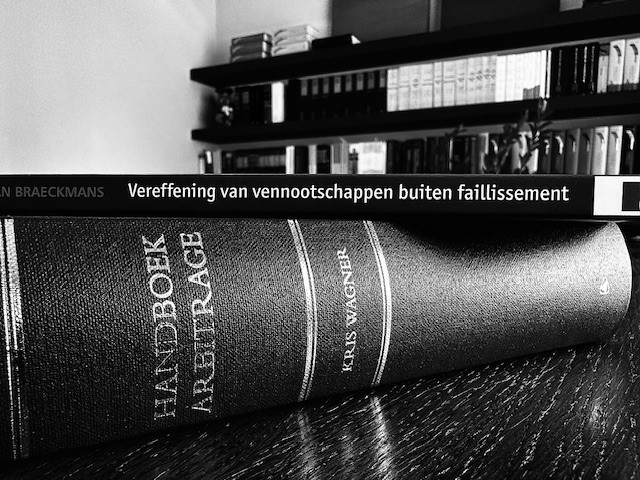 N BRAECKMANS Vereffening van vennootschappen buiten faillissement
HANDBOEK
ARBITRAGE
KRIS WAGNER